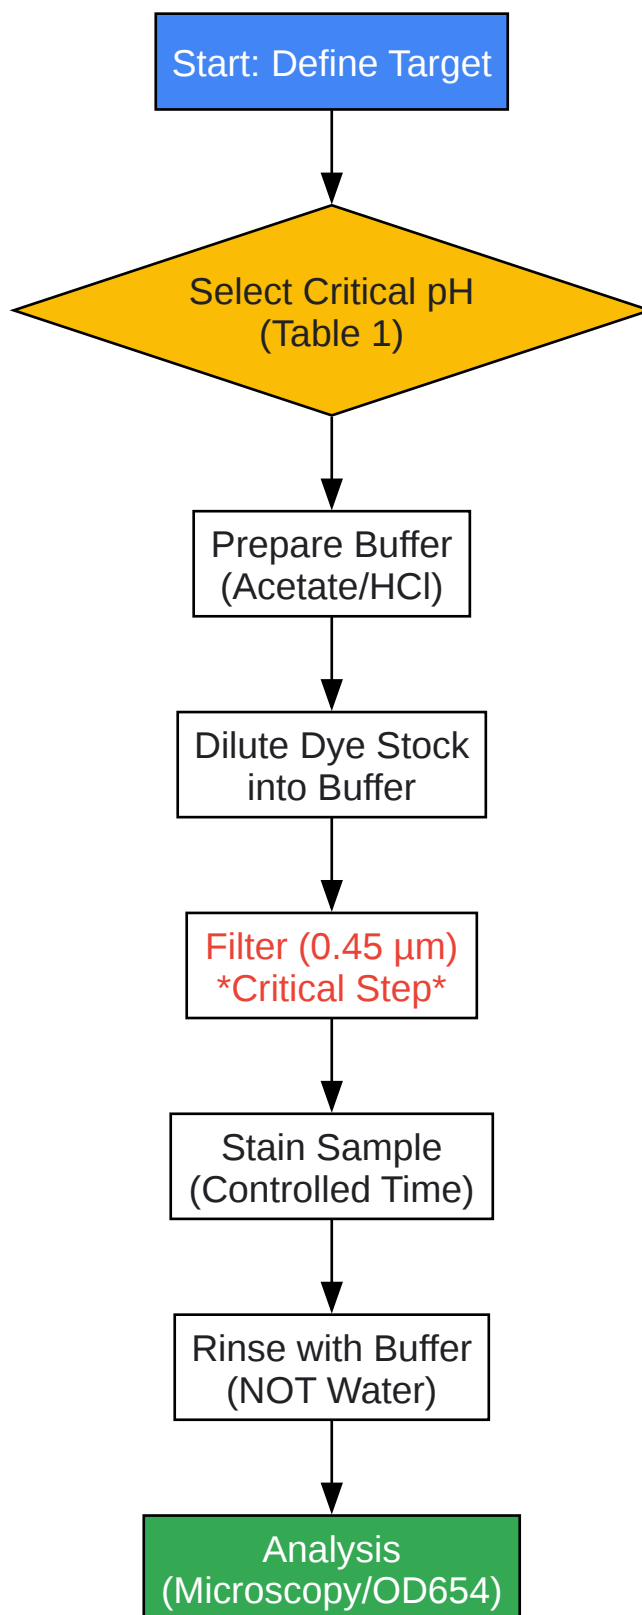 Start: Define Target
Select Critical pH
(Table 1)
Prepare Buffer
(Acetate/HCl)
Dilute Dye Stock
into Buffer
Filter (0.45 µm)
*Critical Step*
Stain Sample
(Controlled Time)
Rinse with Buffer
(NOT Water)
Analysis
(Microscopy/OD654)